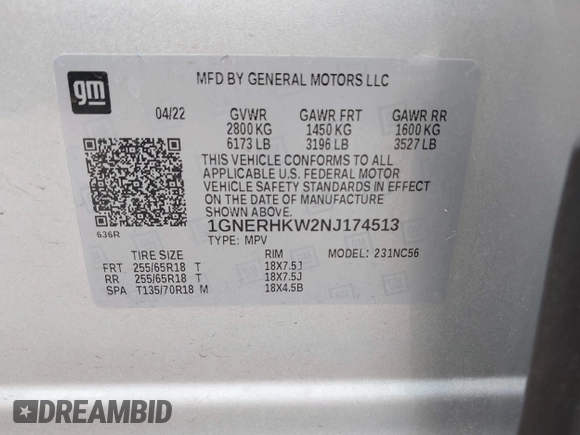 gm
MFD BY GENERAL MOTORS LLC
04/22 GVWR GAWR FRT GAWR RR
2800 KG 1450 KG 1600 KG
6173 LB 3196 LB 3527 LB
THIS VEHICLE CONFORMS TO ALL
APPLICABLE U.S. FEDERAL MOTOR
VEHICLE SAFETY STANDARDS IN EFFECT
ON THE DATE OF MANUFACTURE
SHOWN ABOVE.
636R
1GNERHKW2NJ174513
TYPE: MPV
TIRE SIZE RIM MODEL: 231NC56
FRT 255/65R18 T 18X7.5J
RR 255/65R18 T 18X7.5J
SPA T135/70R18 M 18X4.5B
#DREAMBID